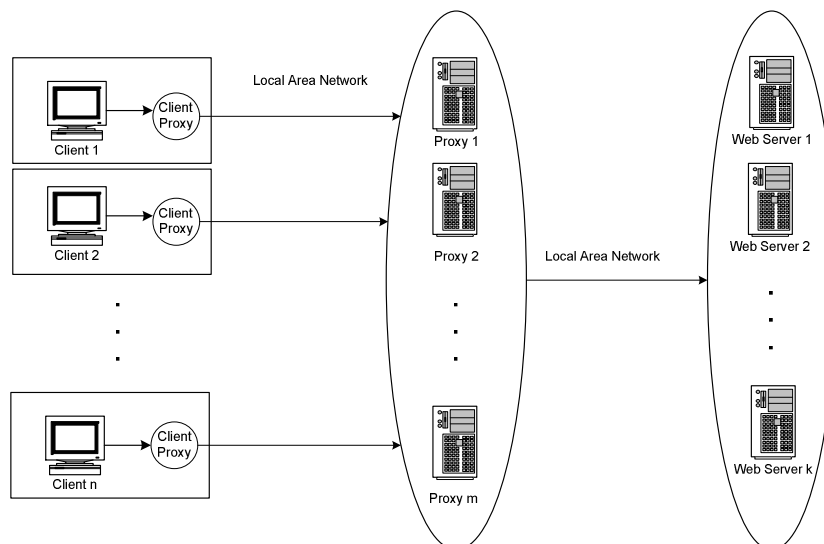 Local Area Network
Client
Proxy
Client 1
Proxy 1
Web Server 1
Client
Proxy
Client 2
Proxy 2
Web Server 2
Local Area Network
Client
Proxy
Client n
Proxy m
Web Server k